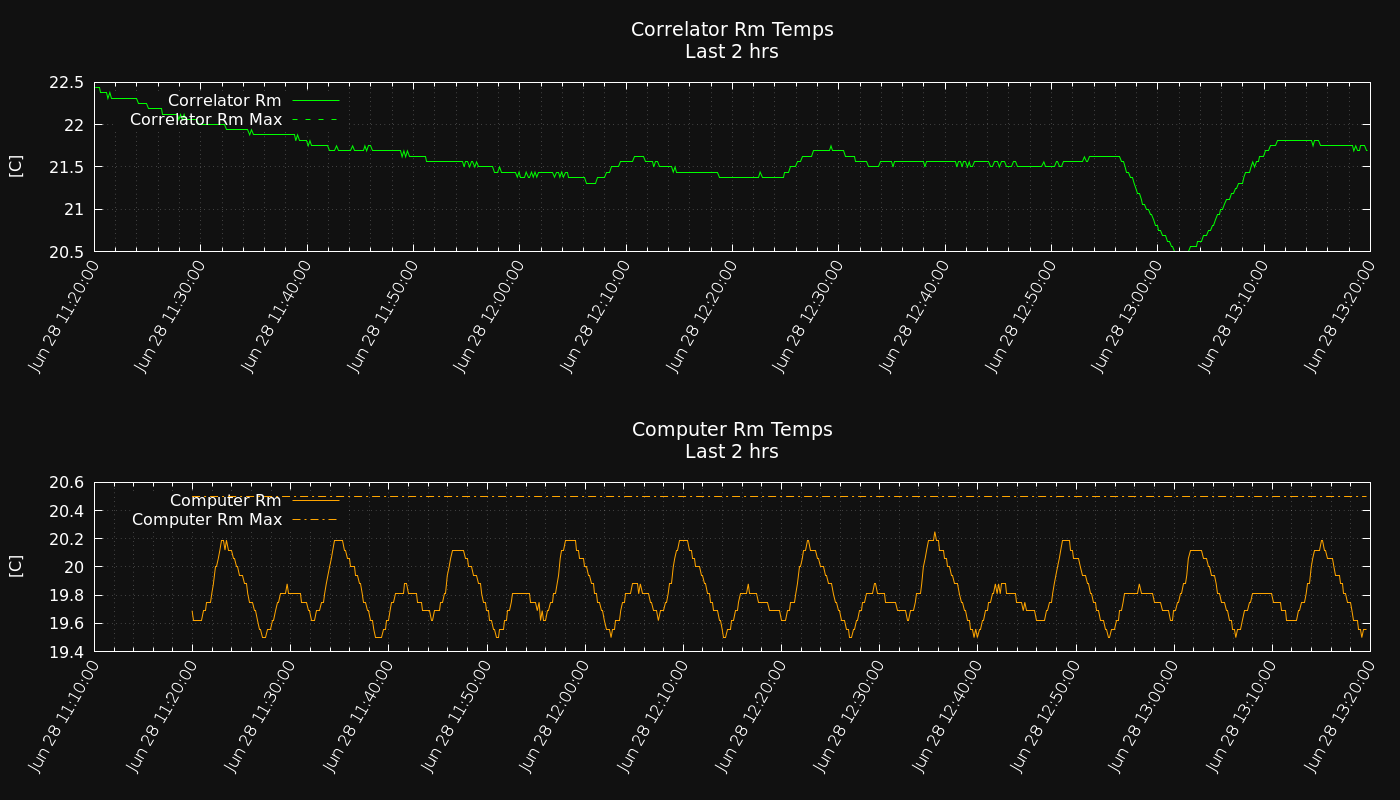 Correlator Rm Temps
Last 2 hrs
[C]
22.5
22
21.5
21
20.5
Correlator Rm
Correlator Rm Max
Jun 28 11:20:00
Jun 28 11:30:00
Jun 28 11:40:00
Jun 28 11:50:00
Jun 28 12:00:00
Jun 28 12:10:00
Jun 28 12:20:00
Jun 28 12:30:00
Jun 28 12:40:00
Jun 28 12:50:00
Jun 28 13:00:00
Jun 28 13:10:00
Jun 28 13:20:00
Computer Rm Temps
Last 2 hrs
[C]
20.6
20.4
20.2
20
19.8
19.6
19.4
Computer Rm
Computer Rm Max
Jun 28 11:10:00
Jun 28 11:20:00
Jun 28 11:30:00
Jun 28 11:40:00
Jun 28 11:50:00
Jun 28 12:00:00
Jun 28 12:10:00
Jun 28 12:20:00
Jun 28 12:30:00
Jun 28 12:40:00
Jun 28 12:50:00
Jun 28 13:00:00
Jun 28 13:10:00
Jun 28 13:20:00